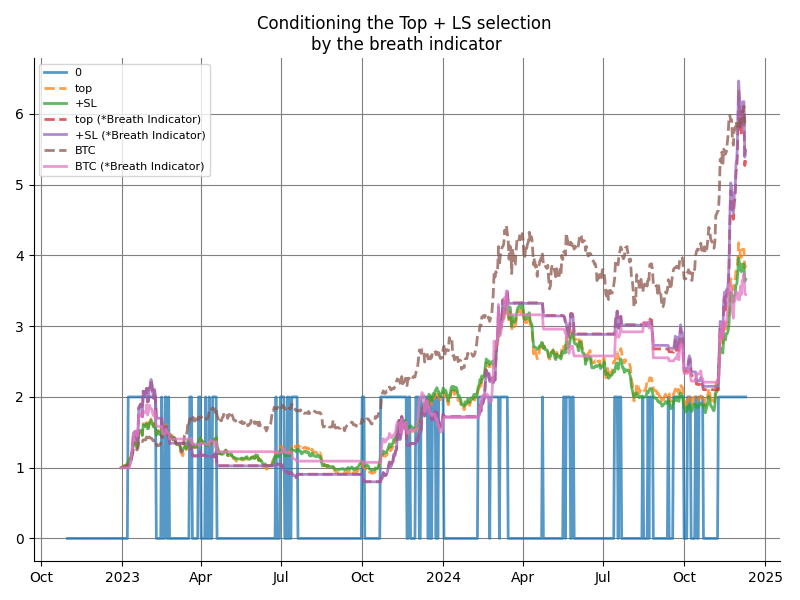 Conditioning the Top + LS selection
by the breath indicator
0
top
+SL
top (*Breath Indicator)
+SL (*Breath Indicator)
BTC
BTC (*Breath Indicator)
6
5
4
3
2
1
0
Oct 2023 Apr Jul Oct 2024 Apr Jul Oct 2025